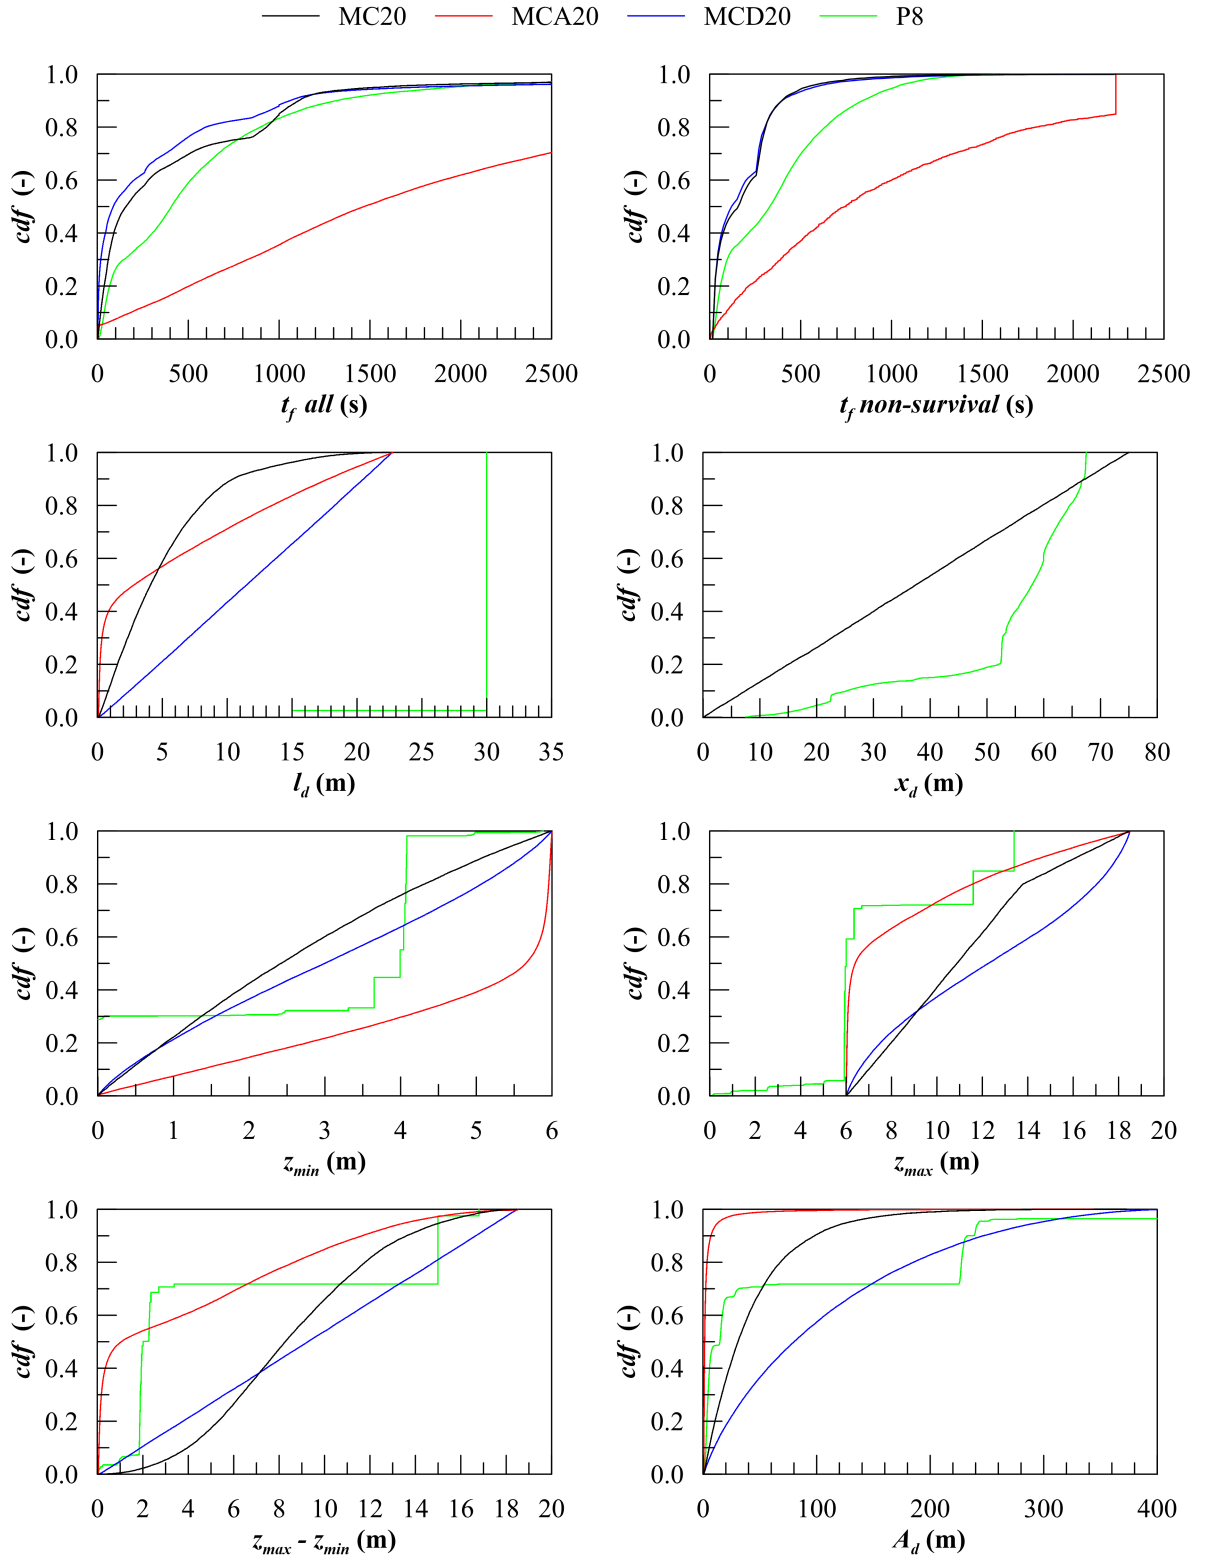 MC20 MCA20 MCD20 P8
1.0
0.8
0.6
0.4
0.2
0.0
cdf (-)
0 500 1000 1500 2000 2500
t_f all (s)
1.0
0.8
0.6
0.4
0.2
0.0
cdf (-)
0 500 1000 1500 2000 2500
t_f non-survival (s)
1.0
0.8
0.6
0.4
0.2
0.0
cdf (-)
0 5 10 15 20 25 30 35
l_d (m)
1.0
0.8
0.6
0.4
0.2
0.0
cdf (-)
0 10 20 30 40 50 60 70 80
x_d (m)
1.0
0.8
0.6
0.4
0.2
0.0
cdf (-)
0 1 2 3 4 5 6
z_min (m)
1.0
0.8
0.6
0.4
0.2
0.0
cdf (-)
0 2 4 6 8 10 12 14 16 18 20
z_max (m)
1.0
0.8
0.6
0.4
0.2
0.0
cdf (-)
0 2 4 6 8 10 12 14 16 18 20
z_max - z_min (m)
1.0
0.8
0.6
0.4
0.2
0.0
cdf (-)
0 100 200 300 400
A_d (m)